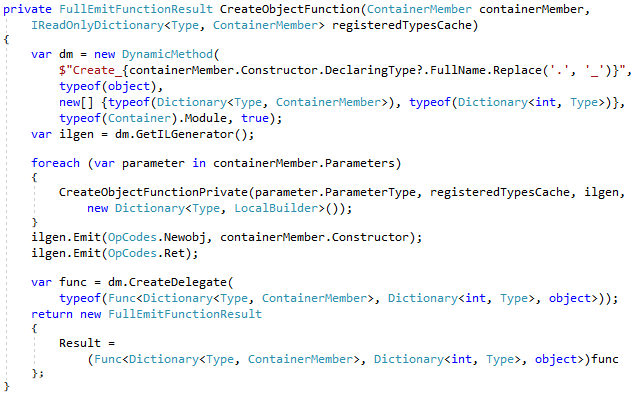 private FullEmitFunctionResult CreateObjectFunction(ContainerMember containerMember,
    IReadOnlyDictionary<Type, ContainerMember> registeredTypesCache)
{
    var dm = new DynamicMethod(
        $"Create_{containerMember.Constructor.DeclaringType?.FullName.Replace('.', '_')}",
        typeof(object),
        new[] {typeof(Dictionary<Type, ContainerMember>), typeof(Dictionary<int, Type>)},
        typeof(Container).Module, true);
    var ilgen = dm.GetILGenerator();

    foreach (var parameter in containerMember.Parameters)
    {
        CreateObjectFunctionPrivate(parameter.ParameterType, registeredTypesCache, ilgen,
            new Dictionary<Type, LocalBuilder>());
    }
    ilgen.Emit(OpCodes.Newobj, containerMember.Constructor);
    ilgen.Emit(OpCodes.Ret);

    var func = dm.CreateDelegate(
        typeof(Func<Dictionary<Type, ContainerMember>, Dictionary<int, Type>, object>));
    return new FullEmitFunctionResult
    {
        Result =
            (Func<Dictionary<Type, ContainerMember>, Dictionary<int, Type>, object>)func
    };
}